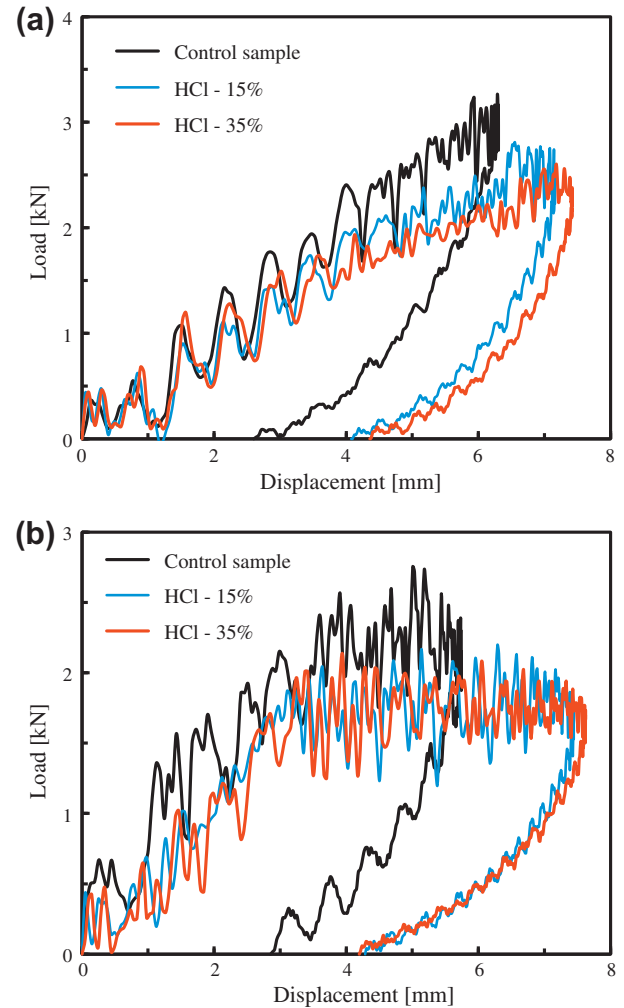 (a)
4
3
2
1
0
Load [kN]
Control sample
HCl - 15%
HCl - 35%
0 2 4 6 8
Displacement [mm]
(b)
3
2
1
0
Load [kN]
Control sample
HCl - 15%
HCl - 35%
0 2 4 6 8
Displacement [mm]